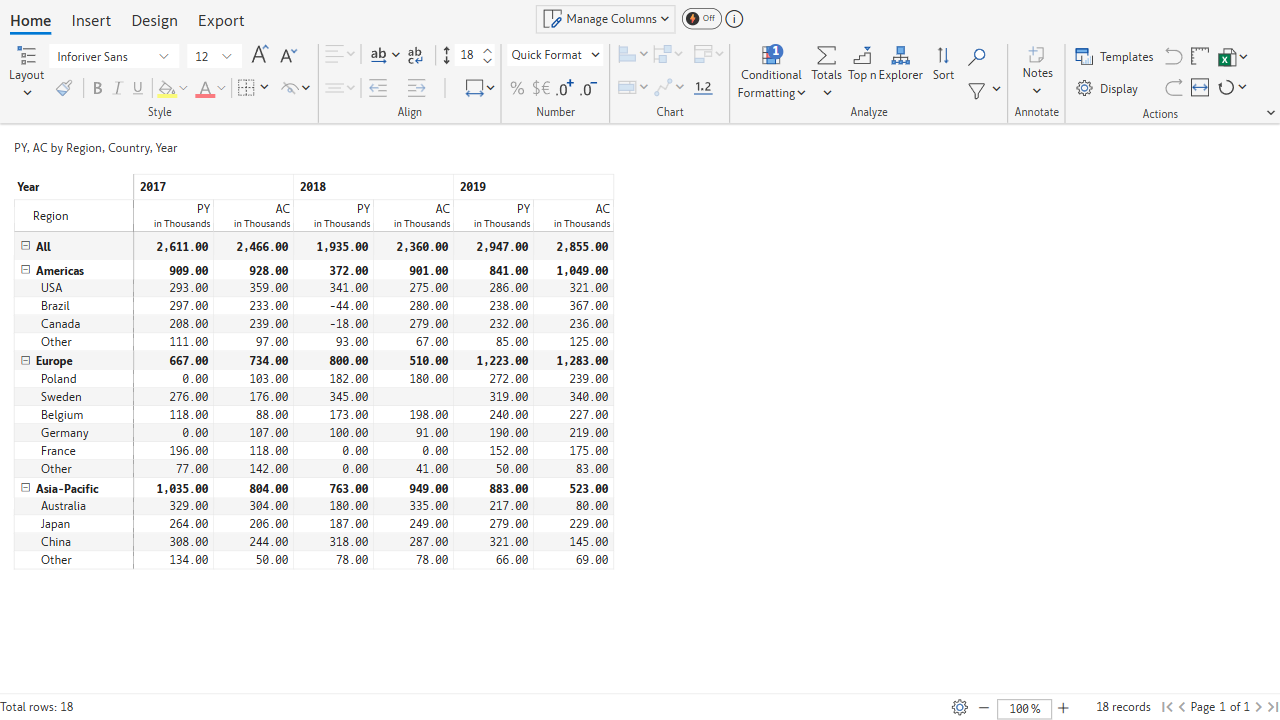 Home Insert Design Export Manage Columns Off
Layout Inforiver Sans 12 ab ab c 18 Quick Format Conditional Formatting 1 Totals Top n Explorer Sort Notes Templates
B I U A % $€ .0+ .0- 1.2 Display
Style Align Number Chart Analyze Annotate Actions
PY, AC by Region, Country, Year
Year 2017 2018 2019
Region PY AC PY AC PY AC
in Thousands in Thousands in Thousands in Thousands in Thousands in Thousands
All 2,611.00 2,466.00 1,935.00 2,360.00 2,947.00 2,855.00
Americas 909.00 928.00 372.00 901.00 841.00 1,049.00
USA 293.00 359.00 341.00 275.00 286.00 321.00
Brazil 297.00 233.00 -44.00 280.00 238.00 367.00
Canada 208.00 239.00 -18.00 279.00 232.00 236.00
Other 111.00 97.00 93.00 67.00 85.00 125.00
Europe 667.00 734.00 800.00 510.00 1,223.00 1,283.00
Poland 0.00 103.00 182.00 180.00 272.00 239.00
Sweden 276.00 176.00 345.00 319.00 340.00
Belgium 118.00 88.00 173.00 198.00 240.00 227.00
Germany 0.00 107.00 100.00 91.00 190.00 219.00
France 196.00 118.00 0.00 0.00 152.00 175.00
Other 77.00 142.00 0.00 41.00 50.00 83.00
Asia-Pacific 1,035.00 804.00 763.00 949.00 883.00 523.00
Australia 329.00 304.00 180.00 335.00 217.00 80.00
Japan 264.00 206.00 187.00 249.00 279.00 229.00
China 308.00 244.00 318.00 287.00 321.00 145.00
Other 134.00 50.00 78.00 78.00 66.00 69.00
Total rows: 18 100 % 18 records Page 1 of 1